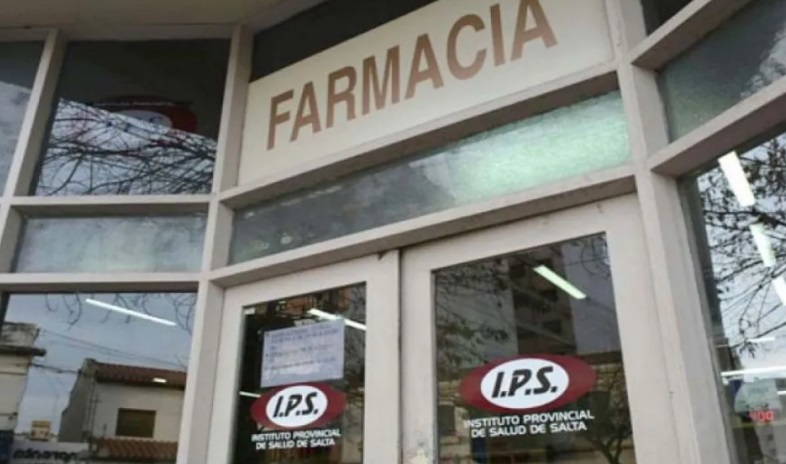 FARMACIA
I.P.S.
INSTITUTO PROVINCIAL
DE SALUD DE SALTA
I.P.S.
INSTITUTO PROVINCIAL
DE SALUD DE SALTA